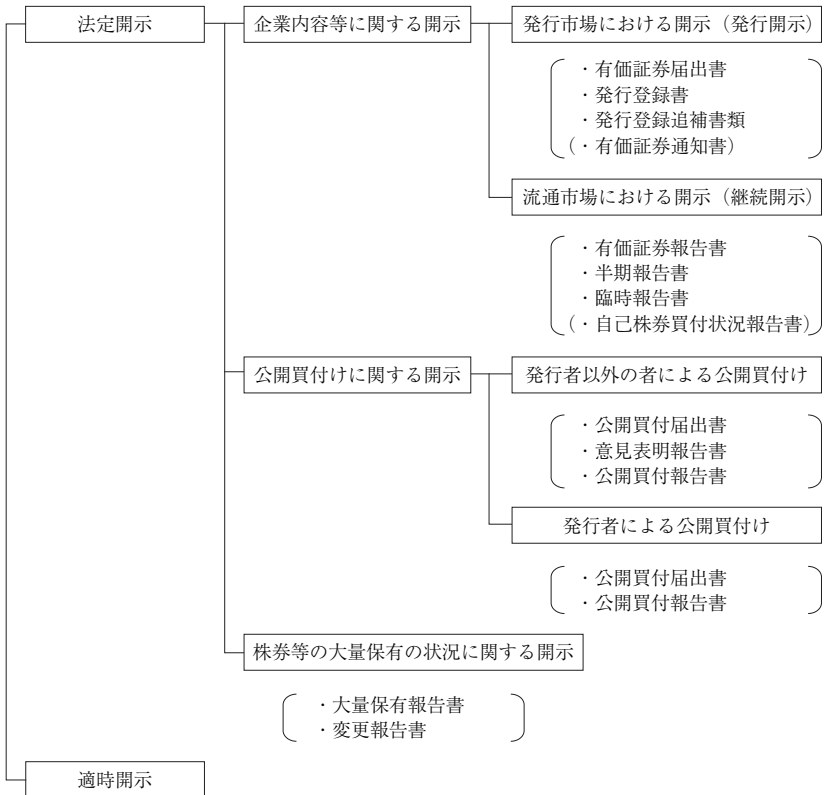 法定開示
企業内容等に関する開示
発行市場における開示（発行開示）
・有価証券届出書
・発行登録書
・発行登録追補書類
（・有価証券通知書）
流通市場における開示（継続開示）
・有価証券報告書
・半期報告書
・臨時報告書
（・自己株券買付状況報告書）
公開買付けに関する開示
発行者以外の者による公開買付け
・公開買付届出書
・意見表明報告書
・公開買付報告書
発行者による公開買付け
・公開買付届出書
・公開買付報告書
株券等の大量保有の状況に関する開示
・大量保有報告書
・変更報告書
適時開示